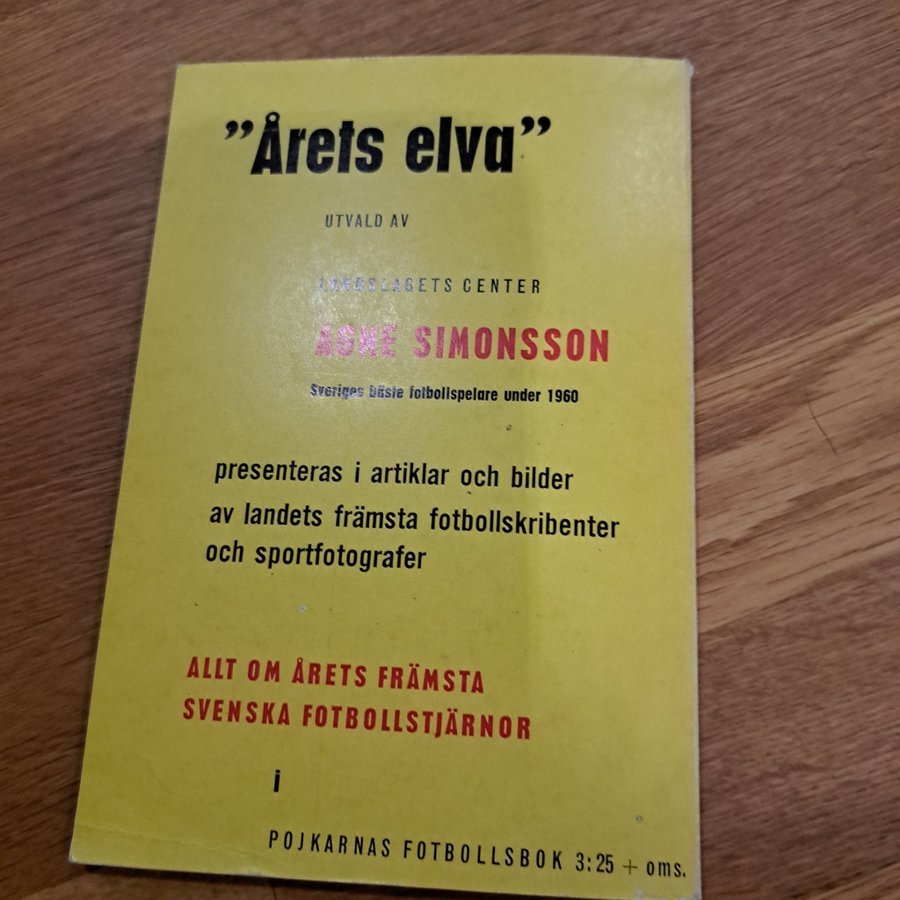 ”Årets elva”
UTVALD AV
LANDSLAGETS CENTER
AGNE SIMONSSON
Sveriges bäste fotbollspelare under 1960
presenteras i artiklar och bilder
av landets främsta fotbollskribenter
och sportfotografer
ALLT OM ÅRETS FRÄMSTA
SVENSKA FOTBOLLSTJÄRNOR
i
POJKARNAS FOTBOLLSBOK 3:25 + oms.